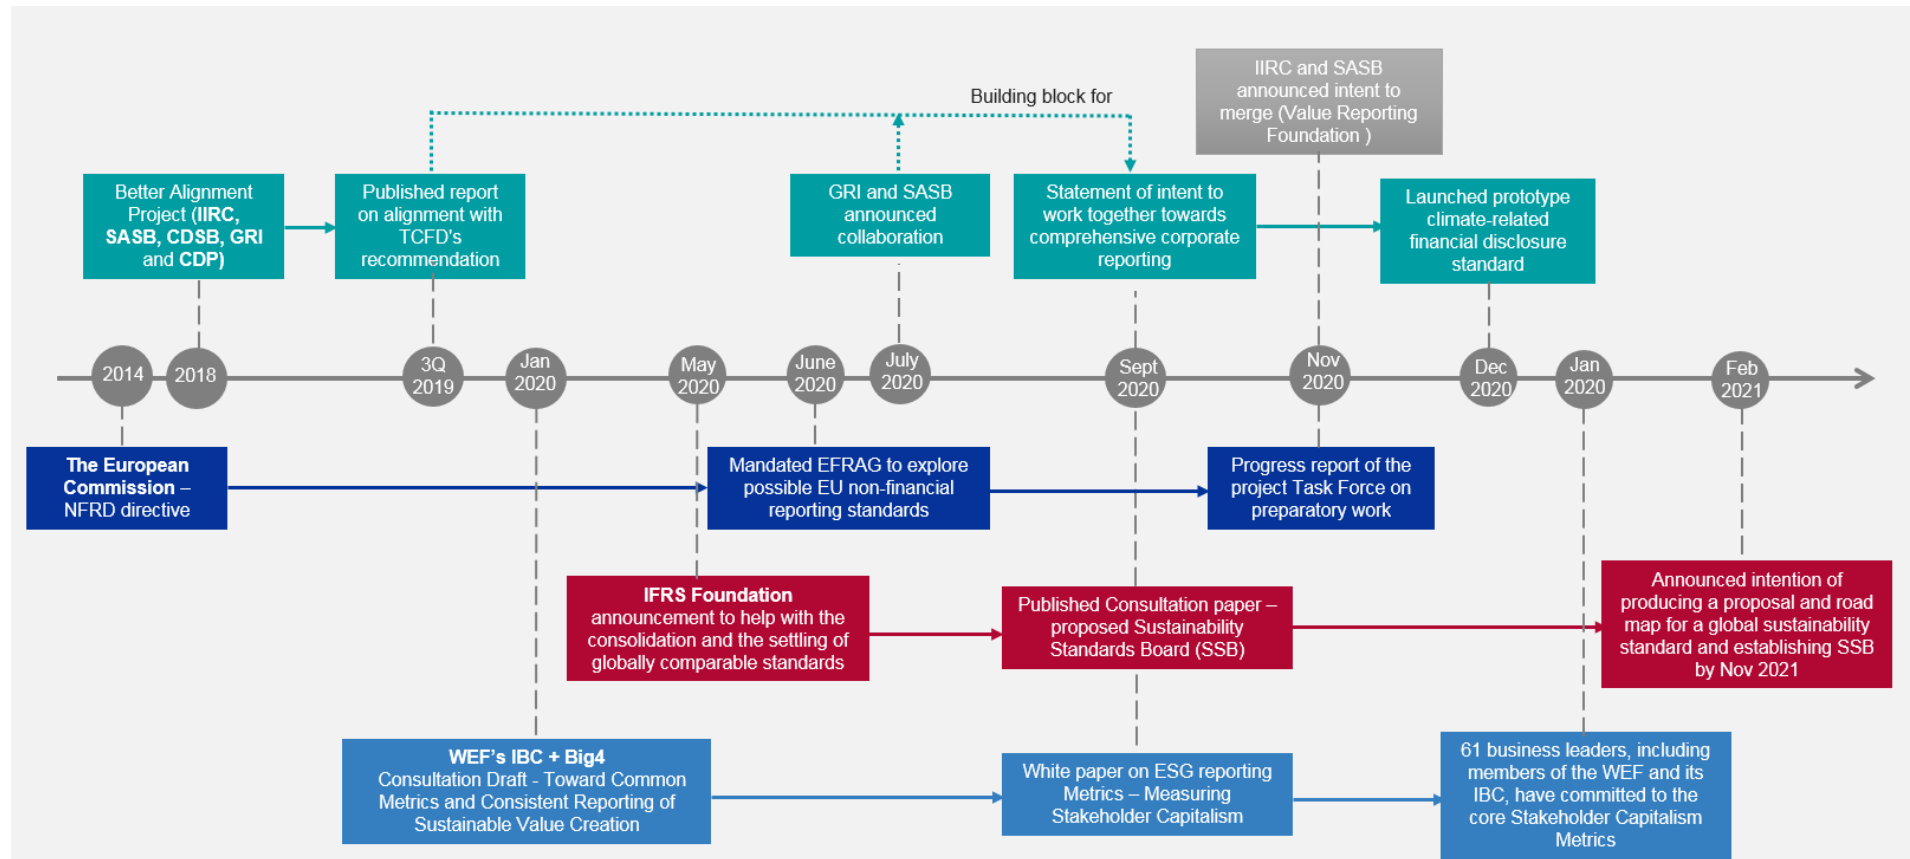 Building block for
IIRC and SASB
announced intent to
merge (Value Reporting
Foundation )
Better Alignment
Project (IIRC,
SASB, CDSB, GRI
and CDP)
Published report
on alignment with
TCFD's
recommendation
GRI and SASB
announced
collaboration
Statement of intent to
work together towards
comprehensive corporate
reporting
Launched prototype
climate-related
financial disclosure
standard
2014
2018
3Q
2019
Jan
2020
May
2020
June
2020
July
2020
Sept
2020
Nov
2020
Dec
2020
Jan
2020
Feb
2021
The European
Commission –
NFRD directive
Mandated EFRAG to explore
possible EU non-financial
reporting standards
Progress report of the
project Task Force on
preparatory work
IFRS Foundation
announcement to help with the
consolidation and the settling of
globally comparable standards
Published Consultation paper –
proposed Sustainability
Standards Board (SSB)
Announced intention of
producing a proposal and road
map for a global sustainability
standard and establishing SSB
by Nov 2021
WEF's IBC + Big4
Consultation Draft - Toward Common
Metrics and Consistent Reporting of
Sustainable Value Creation
White paper on ESG reporting
Metrics – Measuring
Stakeholder Capitalism
61 business leaders, including
members of the WEF and its
IBC, have committed to the
core Stakeholder Capitalism
Metrics